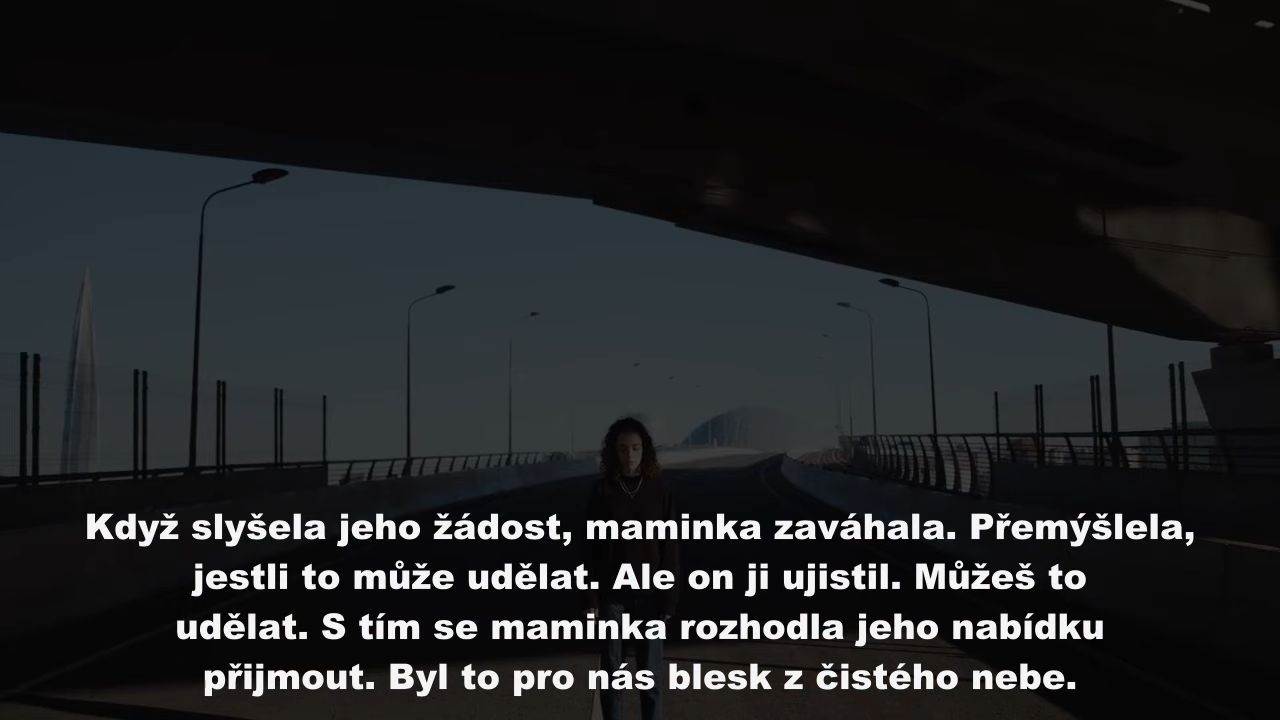 Když slyšela jeho žádost, maminka zaváhala. Přemýšlela,
jestli to může udělat. Ale on ji ujistil. Můžeš to
udělat. S tím se maminka rozhodla jeho nabídku
přijmout. Byl to pro nás blesk z čistého nebe.